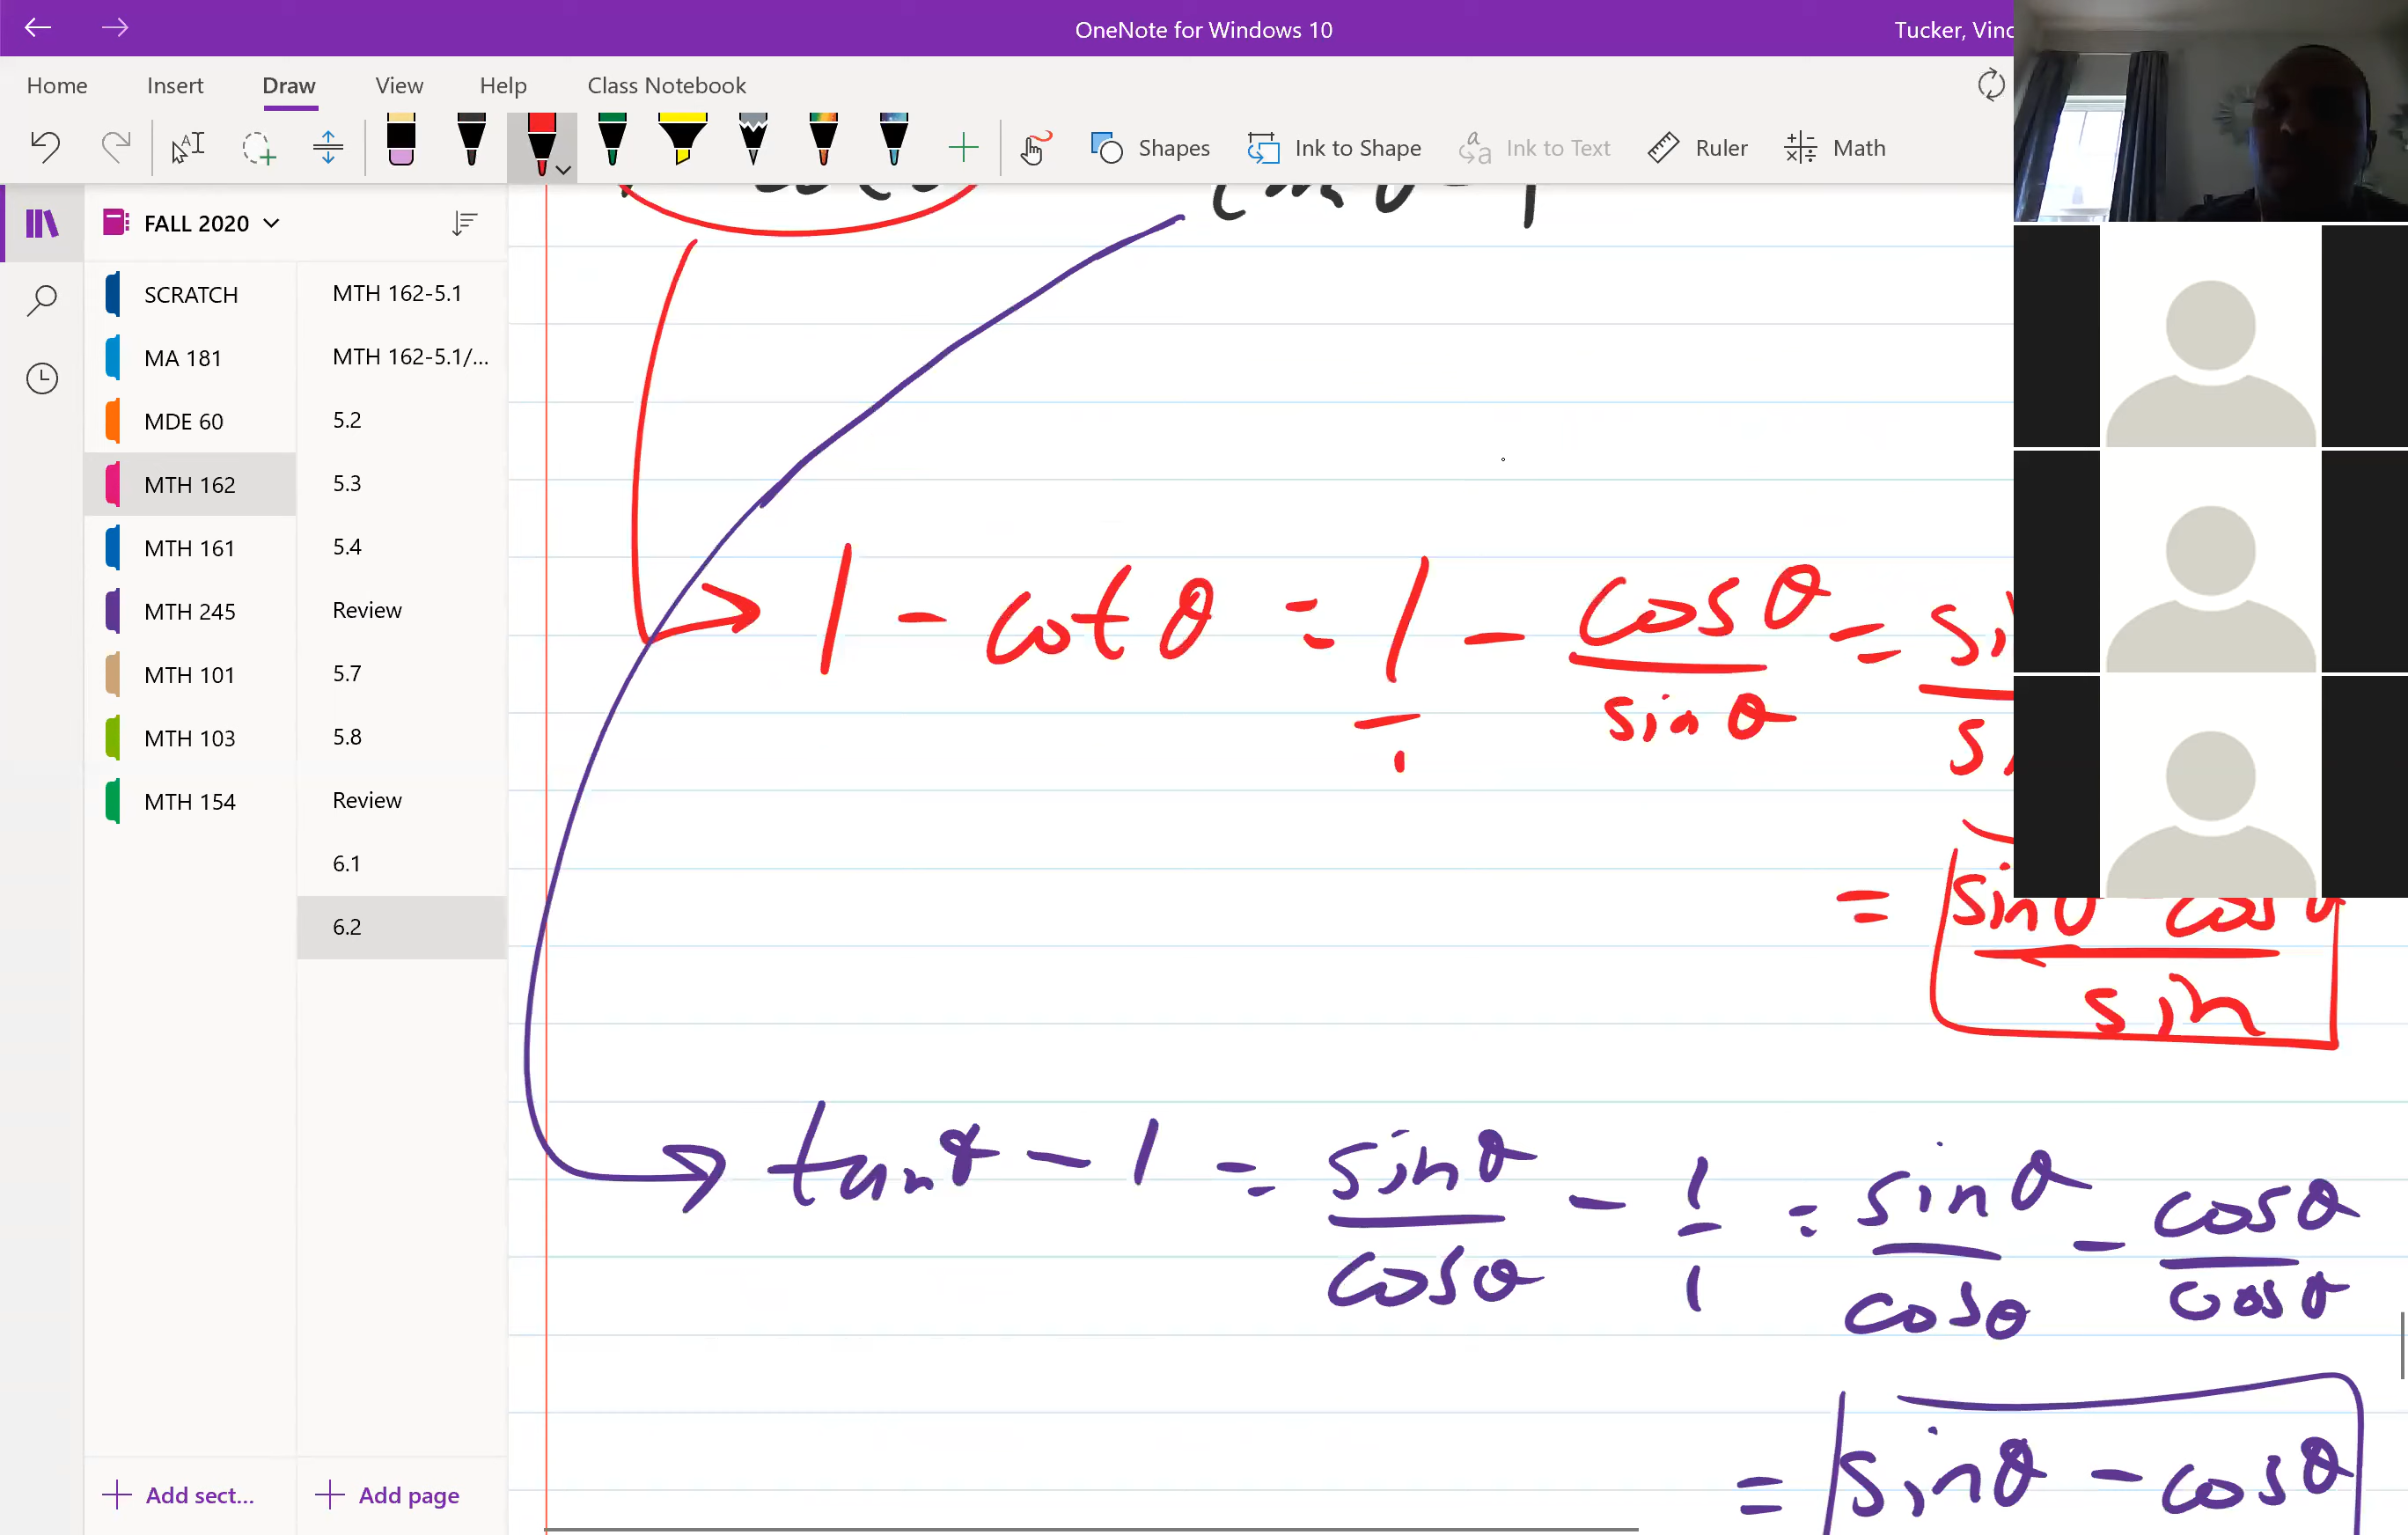 OneNote for Windows 10
Tucker, Vinc
Home Insert Draw View Help Class Notebook
Shapes Ink to Shape Ink to Text Ruler Math
FALL 2020
SCRATCH
MA 181
MDE 60
MTH 162
MTH 161
MTH 245
MTH 101
MTH 103
MTH 154
MTH 162-5.1
MTH 162-5.1/...
5.2
5.3
5.4
Review
5.7
5.8
Review
6.1
6.2
Add sect...
Add page
1 - cot θ = 1/1 - cos θ / sin θ =
= sin θ cos θ / sin
tan θ - 1 = sin θ / cos θ - 1/1 = sin θ / cos θ - cos θ / cos θ
= sin θ - cos θ